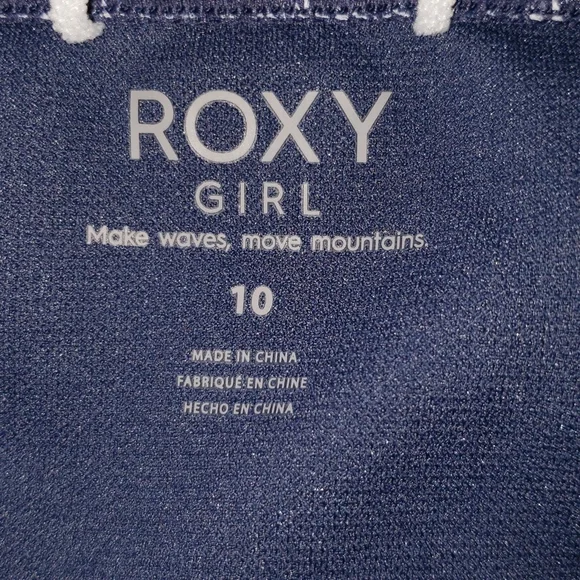 ROXY
GIRL
Make waves, move mountains.
10
MADE IN CHINA
FABRIQUÉ EN CHINE
HECHO EN CHINA